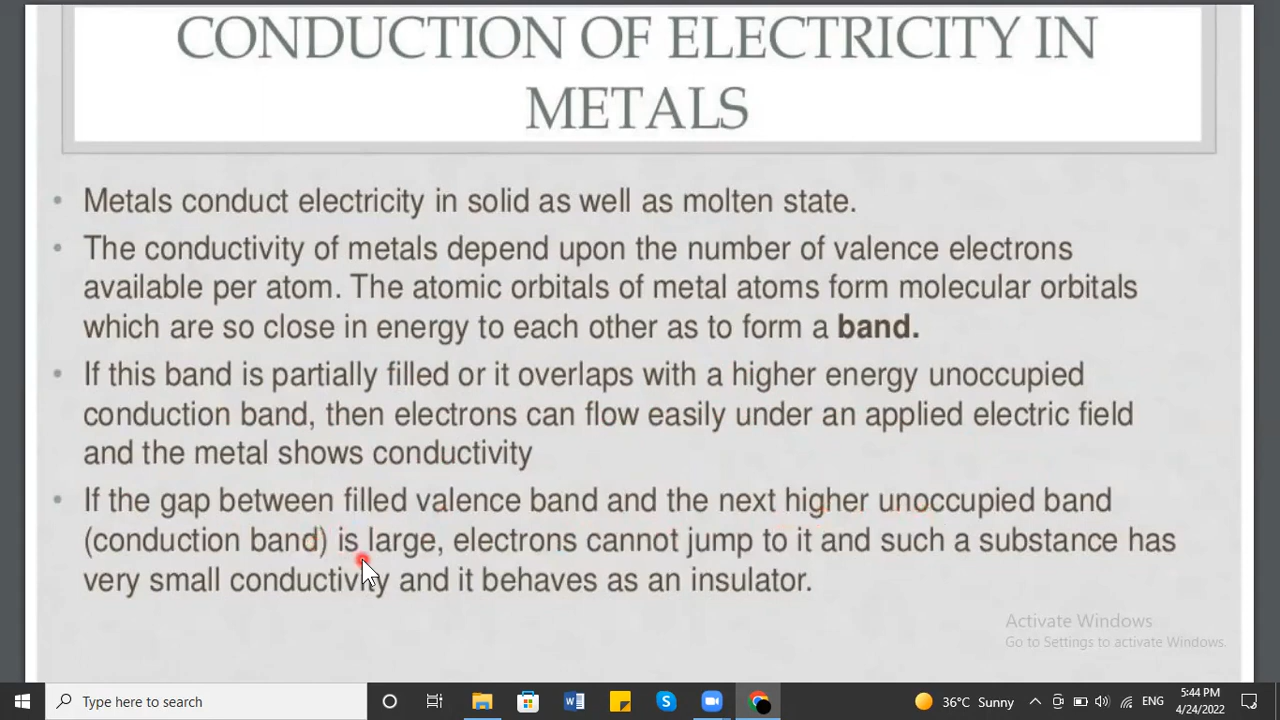 CONDUCTION OF ELECTRICITY IN
METALS
• Metals conduct electricity in solid as well as molten state.
• The conductivity of metals depend upon the number of valence electrons
available per atom. The atomic orbitals of metal atoms form molecular orbitals
which are so close in energy to each other as to form a band.
• If this band is partially filled or it overlaps with a higher energy unoccupied
conduction band, then electrons can flow easily under an applied electric field
and the metal shows conductivity
• If the gap between filled valence band and the next higher unoccupied band
(conduction band) is large, electrons cannot jump to it and such a substance has
very small conductivity and it behaves as an insulator.
Activate Windows
Go to Settings to activate Windows.
Type here to search
36°C Sunny
ENG
5:44 PM
4/24/2022